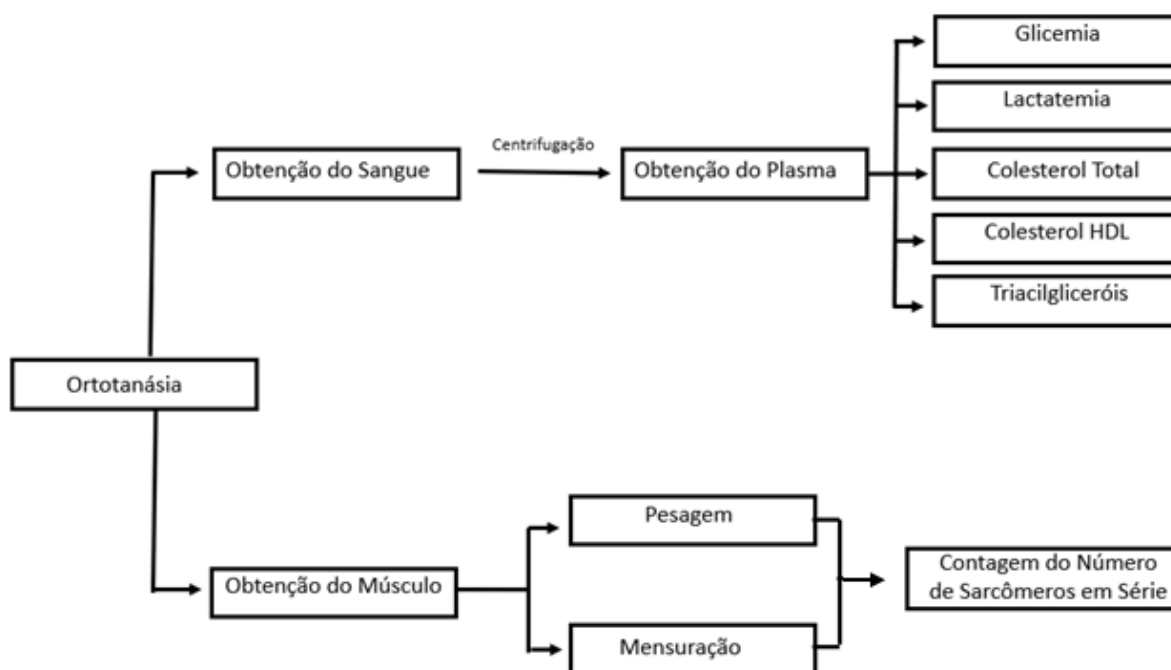 Glicemia
Lactatemia
Centrifugação
Obtenção do Sangue
Obtenção do Plasma
Colesterol Total
Colesterol HDL
Triacilgliceróis
Ortotanásia
Pesagem
Obtenção do Músculo
Contagem do Número
de Sarcômeros em Série
Mensuração